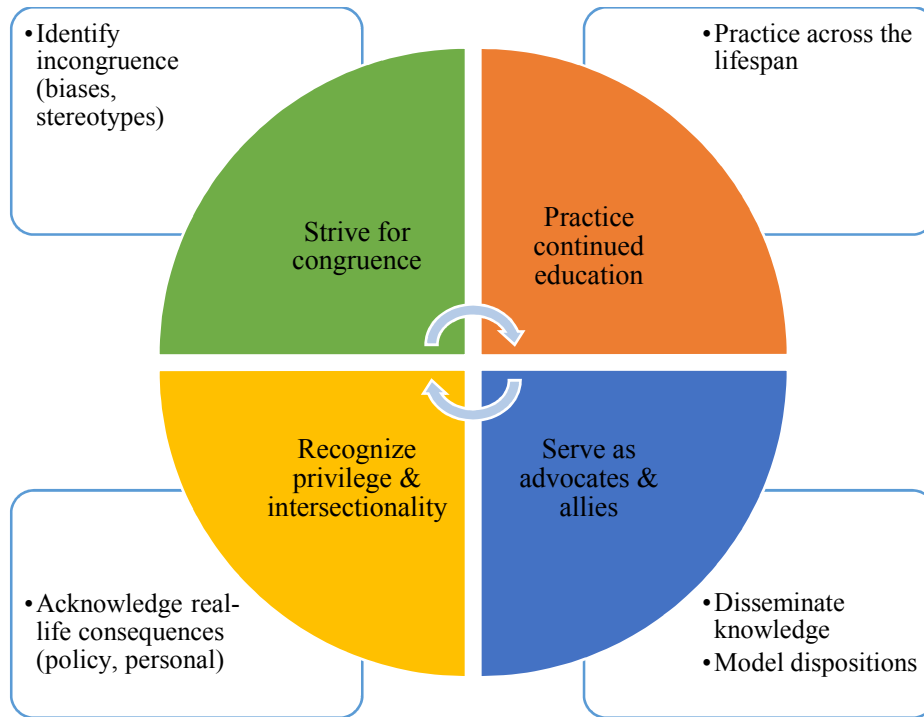 •Identify
incongruence
(biases,
stereotypes)
•Practice across the
lifespan
Strive for
congruence
Practice
continued
education
Recognize
privilege &
intersectionality
Serve as
advocates &
allies
•Acknowledge real-
life consequences
(policy, personal)
•Disseminate
knowledge
•Model dispositions